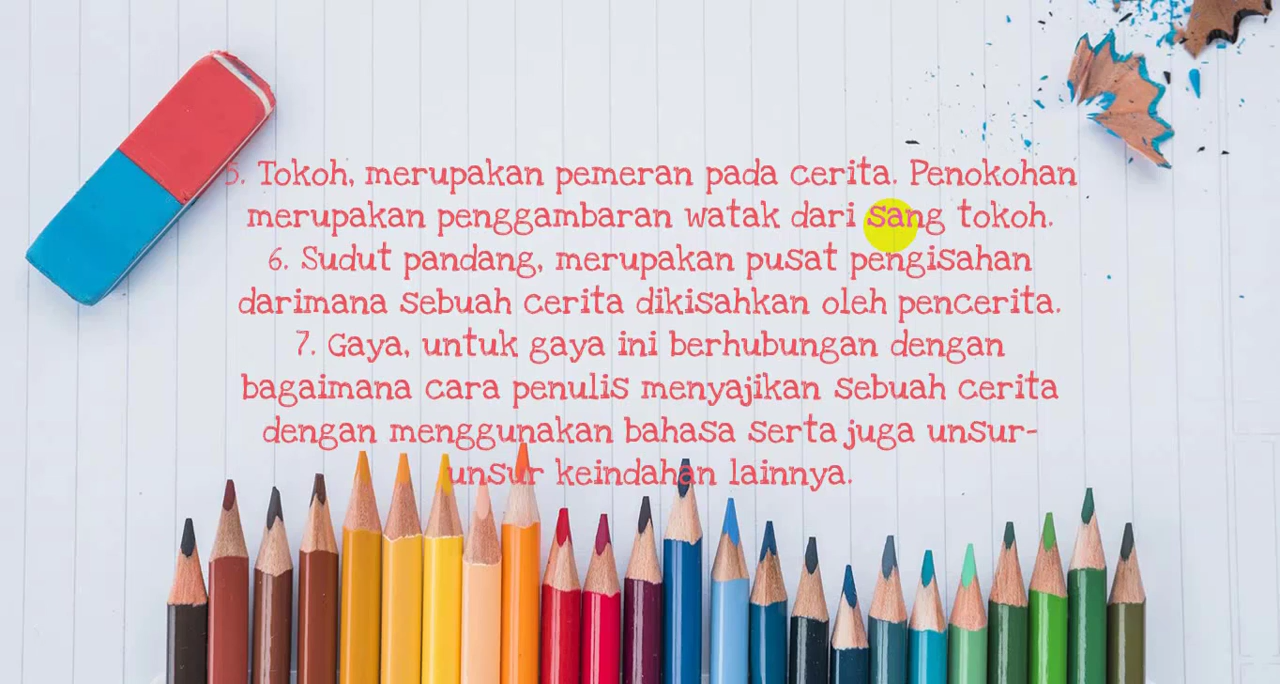 5. Tokoh, merupakan pemeran pada cerita. Penokohan
merupakan penggambaran watak dari sang tokoh.
6. Sudut pandang, merupakan pusat pengisahan
darimana sebuah cerita dikisahkan oleh pencerita.
7. Gaya, untuk gaya ini berhubungan dengan
bagaimana cara penulis menyajikan sebuah cerita
dengan menggunakan bahasa serta juga unsur-
unsur keindahan lainnya.